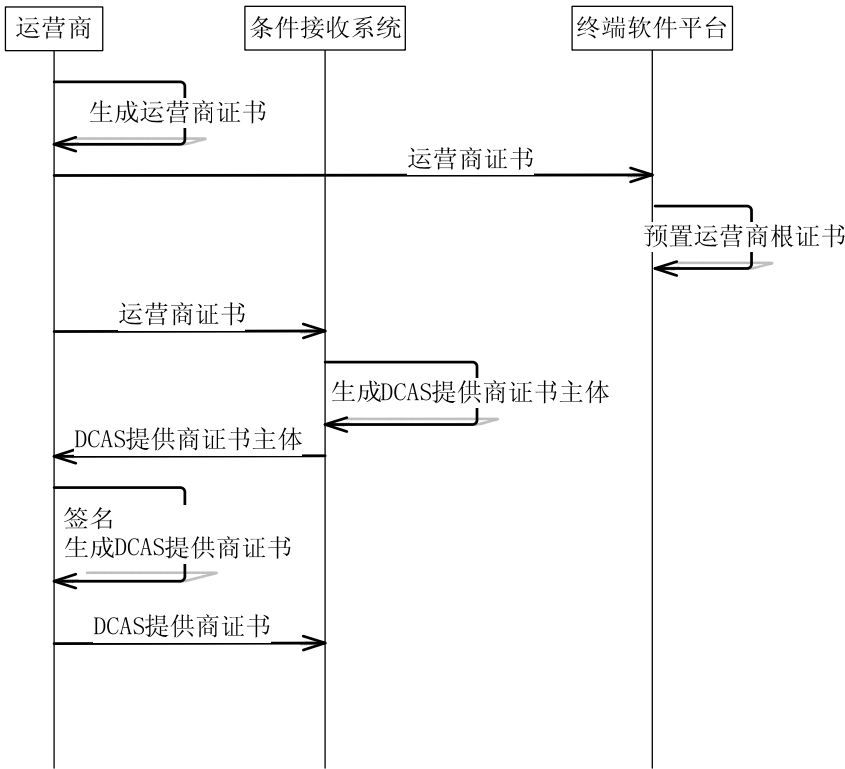 运营商
条件接收系统
终端软件平台
生成运营商证书
运营商证书
预置运营商根证书
运营商证书
生成DCAS提供商证书主体
DCAS提供商证书主体
签名
生成DCAS提供商证书
DCAS提供商证书